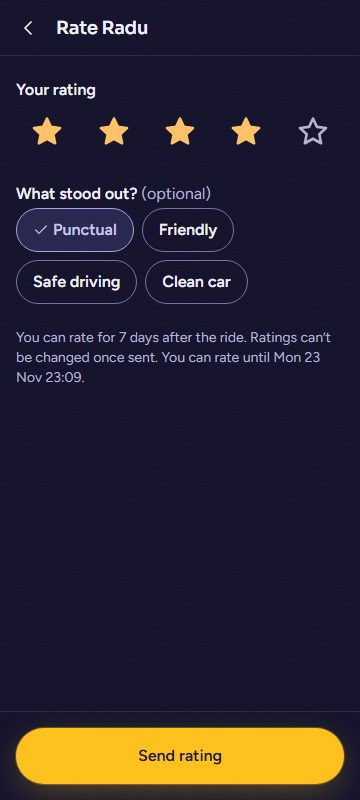 Rate Radu
Your rating
What stood out? (optional)
Punctual
Friendly
Safe driving
Clean car
You can rate for 7 days after the ride. Ratings can't
be changed once sent. You can rate until Mon 23
Nov 23:09.
Send rating